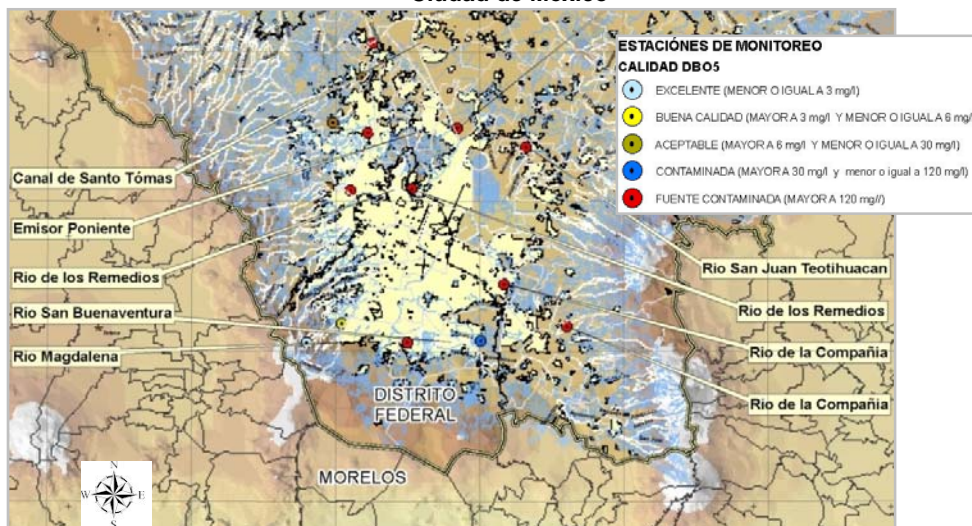 Ciudad de México
ESTACIÓNES DE MONITOREO
CALIDAD DBO5
EXCELENTE (MENOR O IGUAL A 3 mg/l)
BUENA CALIDAD (MAYOR A 3 mg/l Y MENOR O IGUAL A 6 mg/
ACEPTABLE (MAYOR A 6 mg/l Y MENOR O IGUAL A 30 mg/l)
CONTAMINADA (MAYOR A 30 mg/l y menor o igual a 120 mg/l)
FUENTE CONTAMINADA (MAYOR A 120 mg//)
Canal de Santo Tómas
Emisor Poniente
Rio de los Remedios
Rio San Buenaventura
Rio Magdalena
Rio San Juan Teotihuacan
Rio de los Remedios
Rio de la Compañia
Rio de la Compañia
DISTRITO
FEDERAL
MORELOS
N
W
E
S